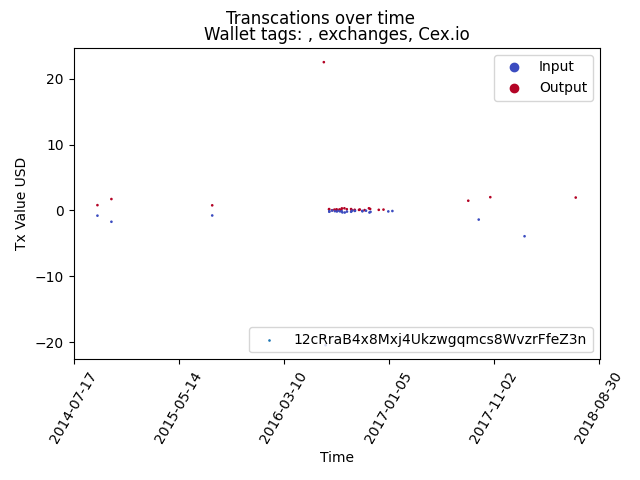 Transcations over time
Wallet tags: , exchanges, Cex.io
Input
Output
20
10
0
−10
−20
Tx Value USD
12cRraB4x8Mxj4Ukzwgqmcs8WvzrFfeZ3n
2014-07-17
2015-05-14
2016-03-10
2017-01-05
2017-11-02
2018-08-30
Time